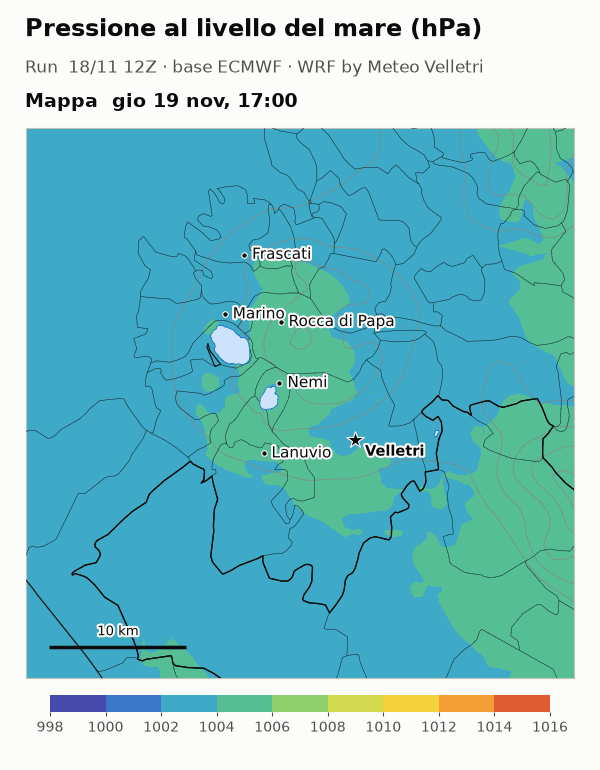 Pressione al livello del mare (hPa)
Run  18/11 12Z · base ECMWF · WRF by Meteo Velletri
Mappa  gio 19 nov, 17:00
Frascati
Marino
Rocca di Papa
Nemi
Velletri
Lanuvio
10 km
998 1000 1002 1004 1006 1008 1010 1012 1014 1016